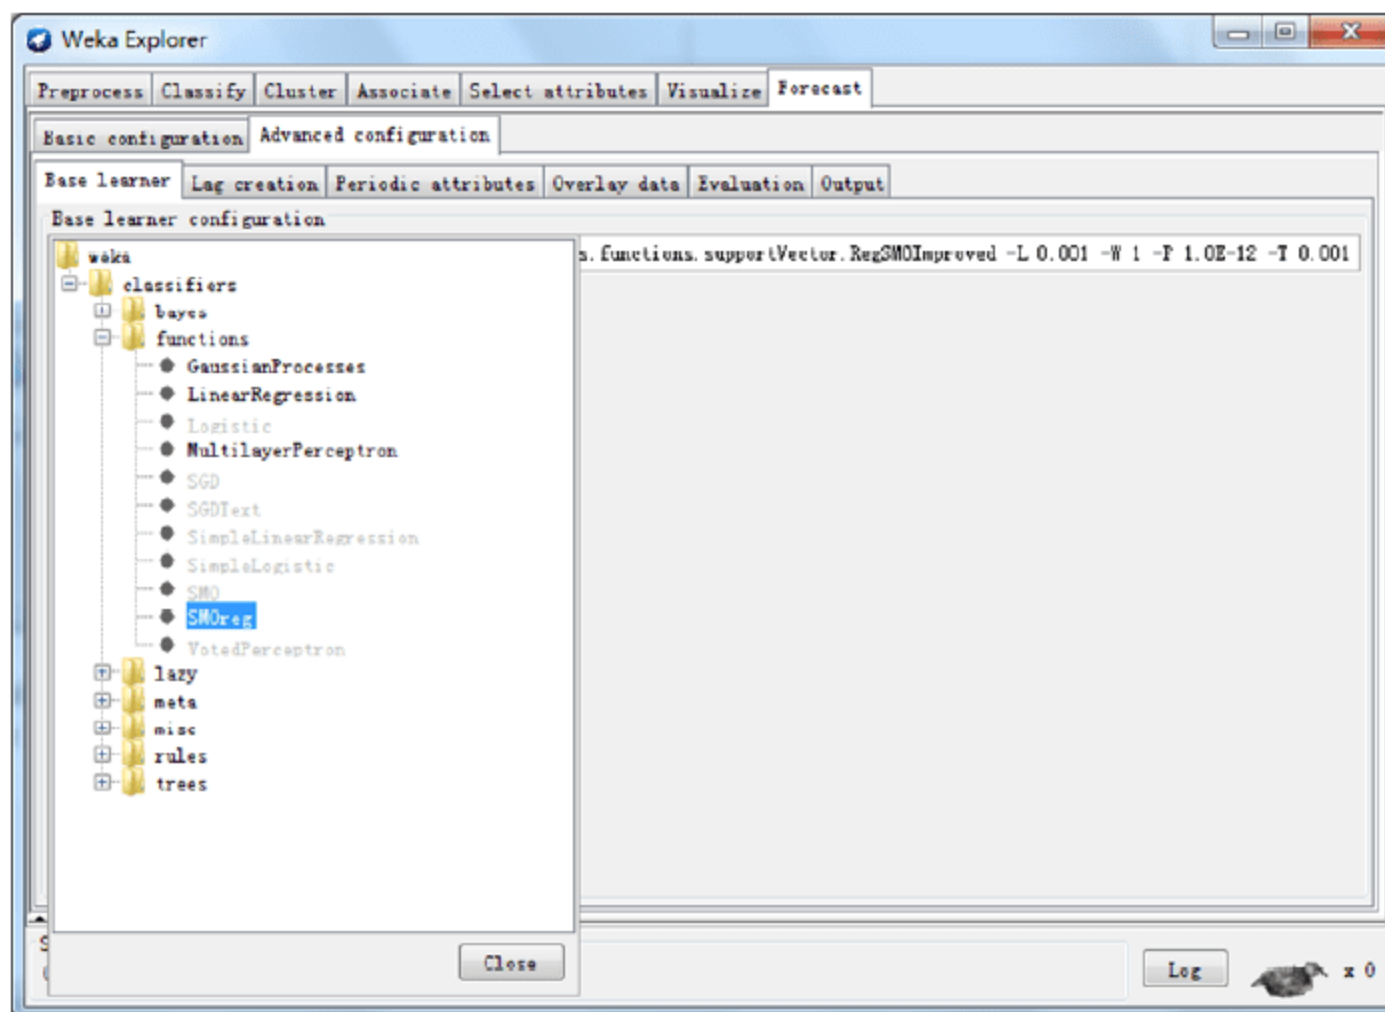 Weka Explorer
Preprocess Classify Cluster Associate Select attributes Visualize Forecast
Basic configuration Advanced configuration
Base learner Lag creation Periodic attributes Overlay data Evaluation Output
Base learner configuration
weka s.functions.supportVector.RegSMOImproved -L 0.001 -W 1 -P 1.0E-12 -T 0.001
classifiers
bayes
functions
GaussianProcesses
LinearRegression
Logistic
MultilayerPerceptron
SGD
SGDText
SimpleLinearRegression
SimpleLogistic
SMO
SMOreg
VotedPerceptron
lazy
meta
misc
rules
trees
Close Log x 0